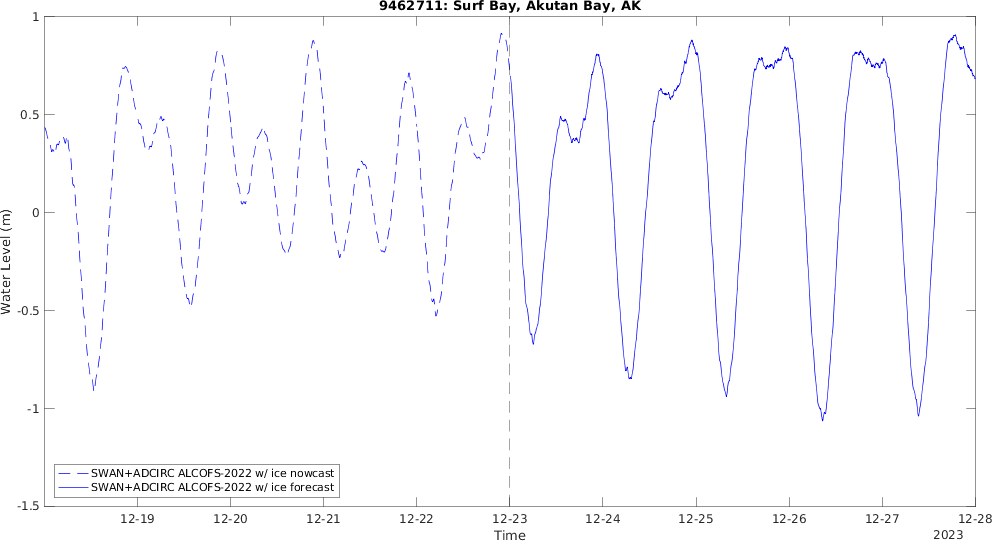 9462711: Surf Bay, Akutan Bay, AK
1
0.5
0
-0.5
-1
-1.5
Water Level (m)
SWAN+ADCIRC ALCOFS-2022 w/ ice nowcast
SWAN+ADCIRC ALCOFS-2022 w/ ice forecast
12-19 12-20 12-21 12-22 12-23 12-24 12-25 12-26 12-27 12-28
Time
2023